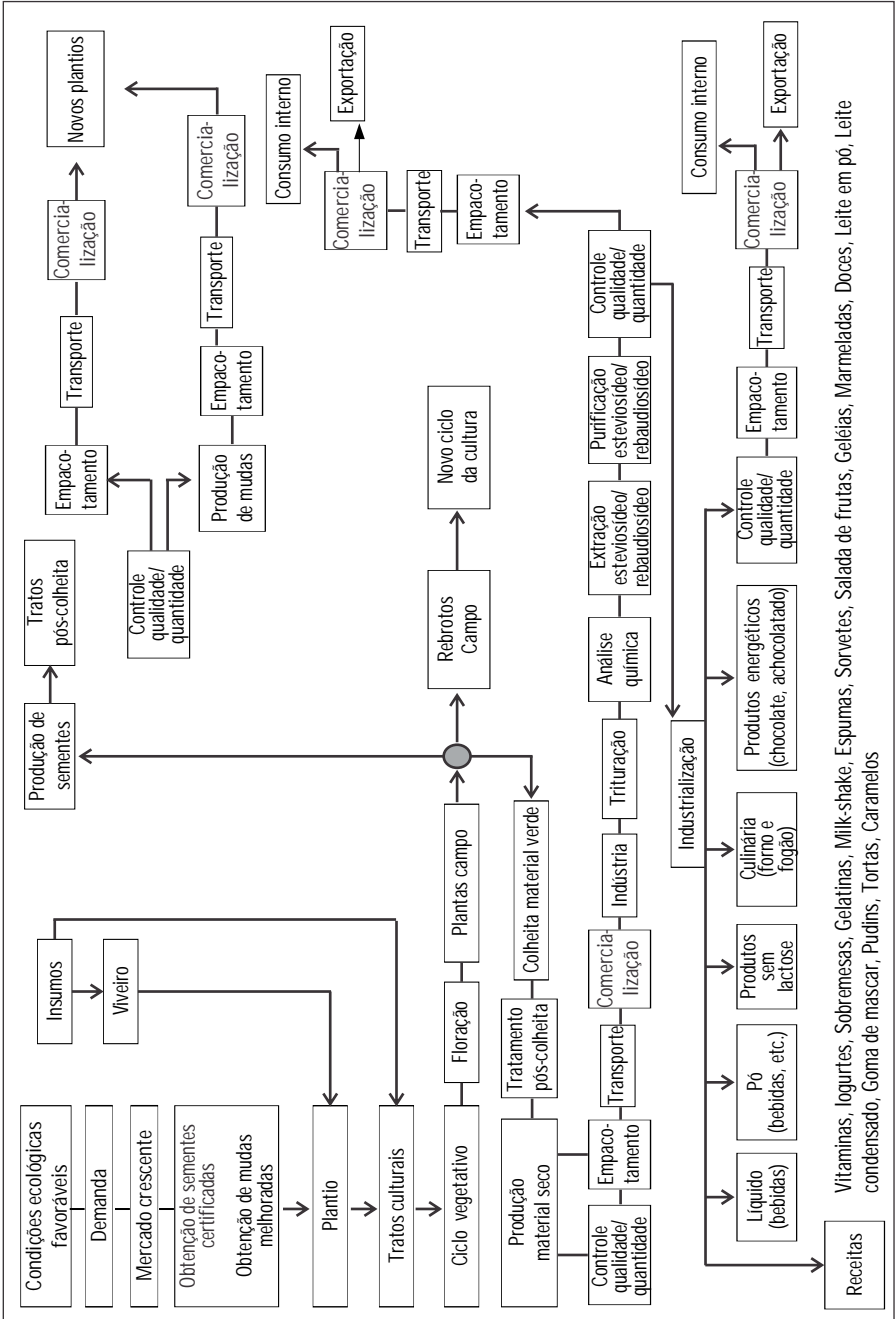 Condições ecológicas
favoráveis
Demanda
Mercado crescente
Obtenção de sementes
certificadas
Obtenção de mudas
melhoradas
Plantio
Tratos culturais
Ciclo vegetativo
Insumos
Viveiro
Floração
Plantas campo
Produção de
sementes
Tratos
pós-colheita
Controle
qualidade/
quantidade
Empaco-
tamento
Transporte
Comercia-
lização
Novos plantios
Produção
de mudas
Empaco-
tamento
Transporte
Comercia-
lização
Rebrotos
Campo
Novo ciclo
da cultura
Colheita material verde
Tratamento
pós-colheita
Produção
material seco
Controle
qualidade/
quantidade
Empaco-
tamento
Transporte
Comercia-
lização
Indústria
Trituração
Análise
química
Extração
esteviosídeo/
rebaudiosídeo
Purificação
esteviosídeo/
rebaudiosídeo
Controle
qualidade/
quantidade
Empaco-
tamento
Transporte
Comercia-
lização
Consumo interno
Exportação
Industrialização
Líquido
(bebidas)
Pó
(bebidas, etc.)
Produtos
sem
lactose
Culinária
(forno e
fogão)
Produtos energéticos
(chocolate, achocolatado)
Controle
qualidade/
quantidade
Empaco-
tamento
Transporte
Comercia-
lização
Consumo interno
Exportação
Receitas
Vitaminas, Iogurtes, Sobremesas, Gelatinas, Milk-shake, Espumas, Sorvetes, Salada de frutas, Geléias, Marmeladas, Doces, Leite em pó, Leite
condensado, Goma de mascar, Pudins, Tortas, Caramelos